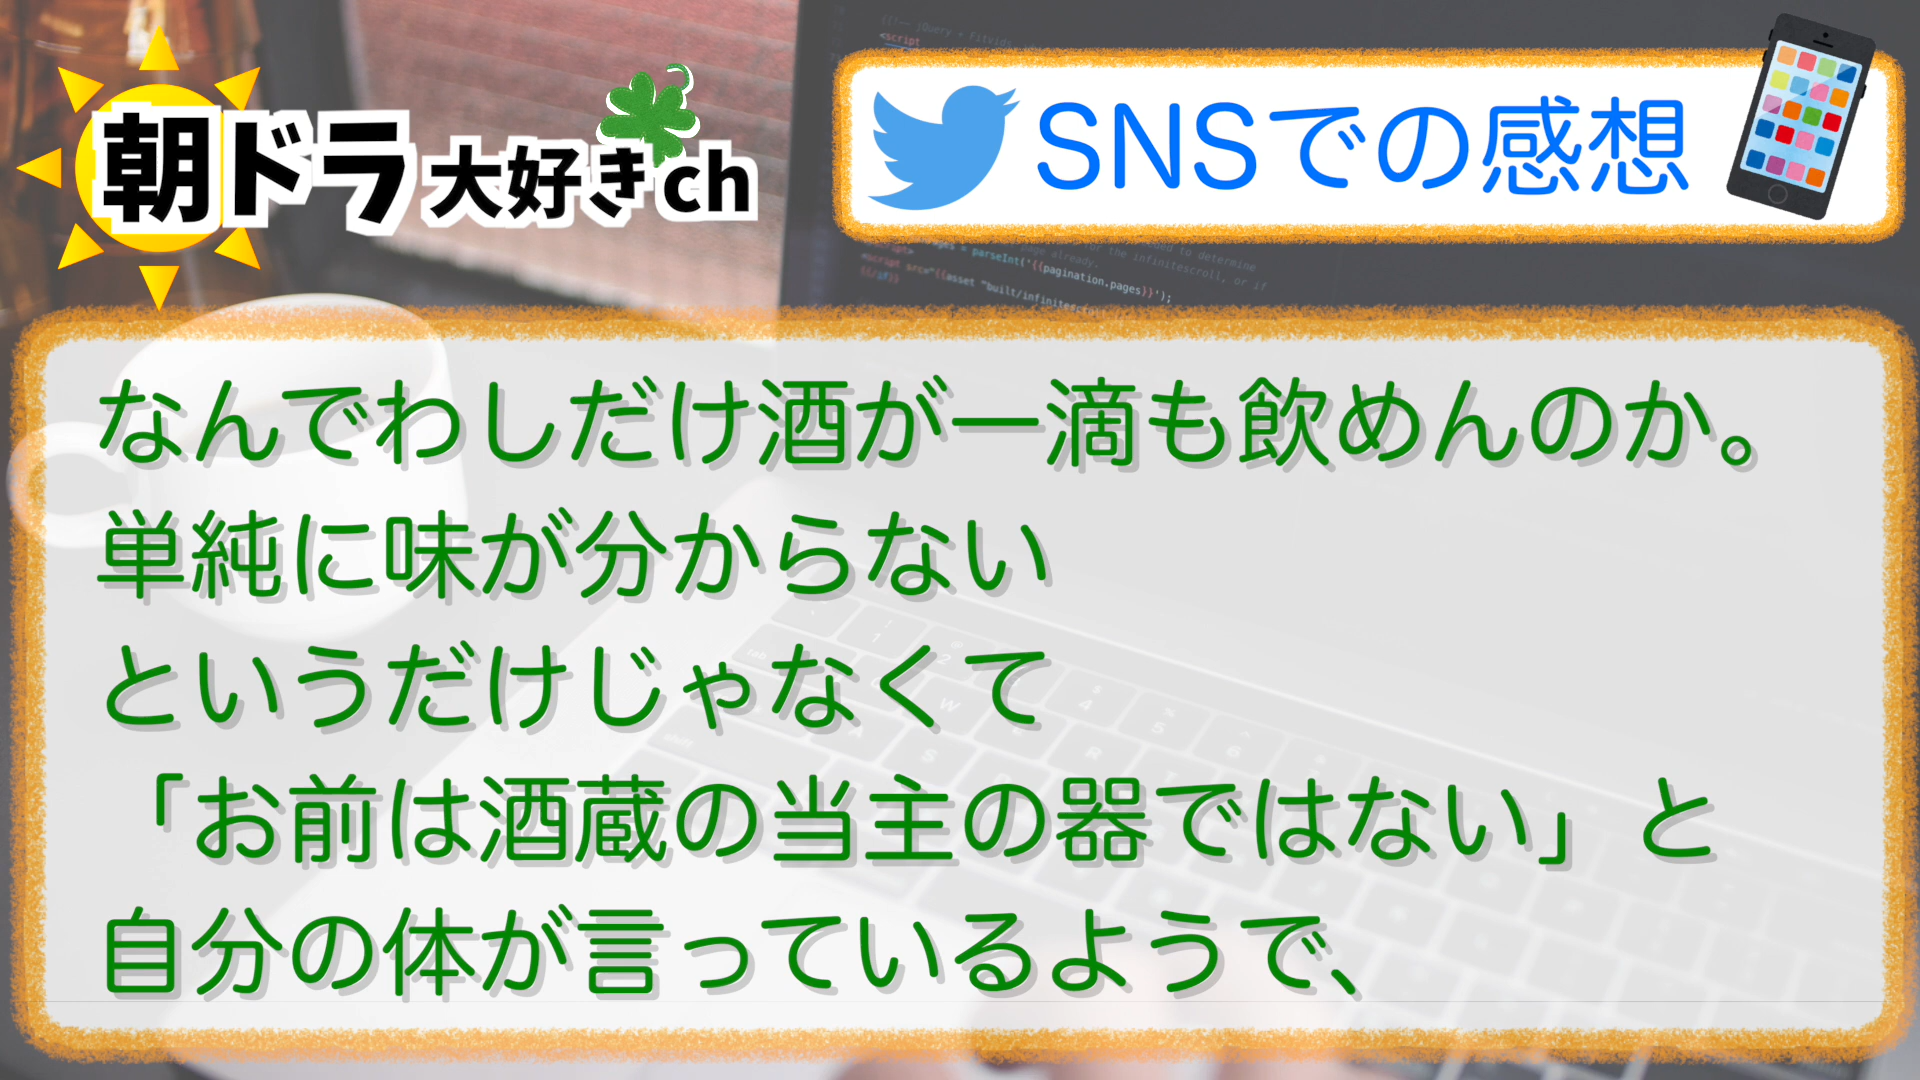 朝ドラ大好きch
SNSでの感想
なんでわしだけ酒が一滴も飲めんのか。
単純に味が分からない
というだけじゃなくて
「お前は酒蔵の当主の器ではない」と
自分の体が言っているようで、